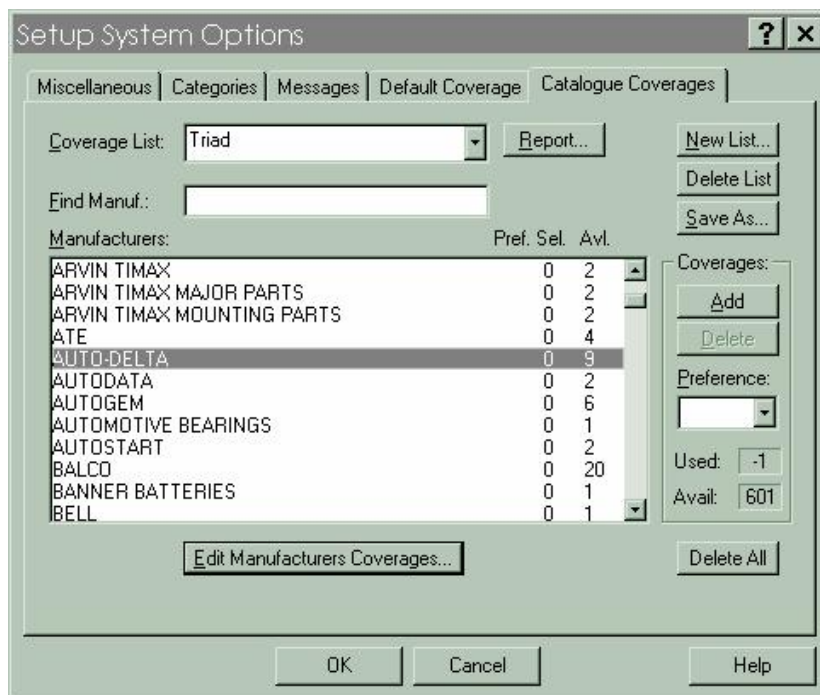 Setup System Options ? ×
Miscellaneous Categories Messages Default Coverage Catalogue Coverages
Coverage List: Triad Report... New List...
Delete List
Find Manuf.: Save As...
Manufacturers: Pref. Sel. Avl. Coverages:
ARVIN TIMAX 0 2
ARVIN TIMAX MAJOR PARTS 0 2 Add
ARVIN TIMAX MOUNTING PARTS 0 2
ATE 0 4 Delete
AUTO-DELTA 0 9
AUTODATA 0 2 Preference:
AUTOGEM 0 6
AUTOMOTIVE BEARINGS 0 1
AUTOSTART 0 2
BALCO 0 20 Used: -1
BANNER BATTERIES 0 1 Avail: 601
BELL 0 1
Edit Manufacturers Coverages... Delete All
OK Cancel Help